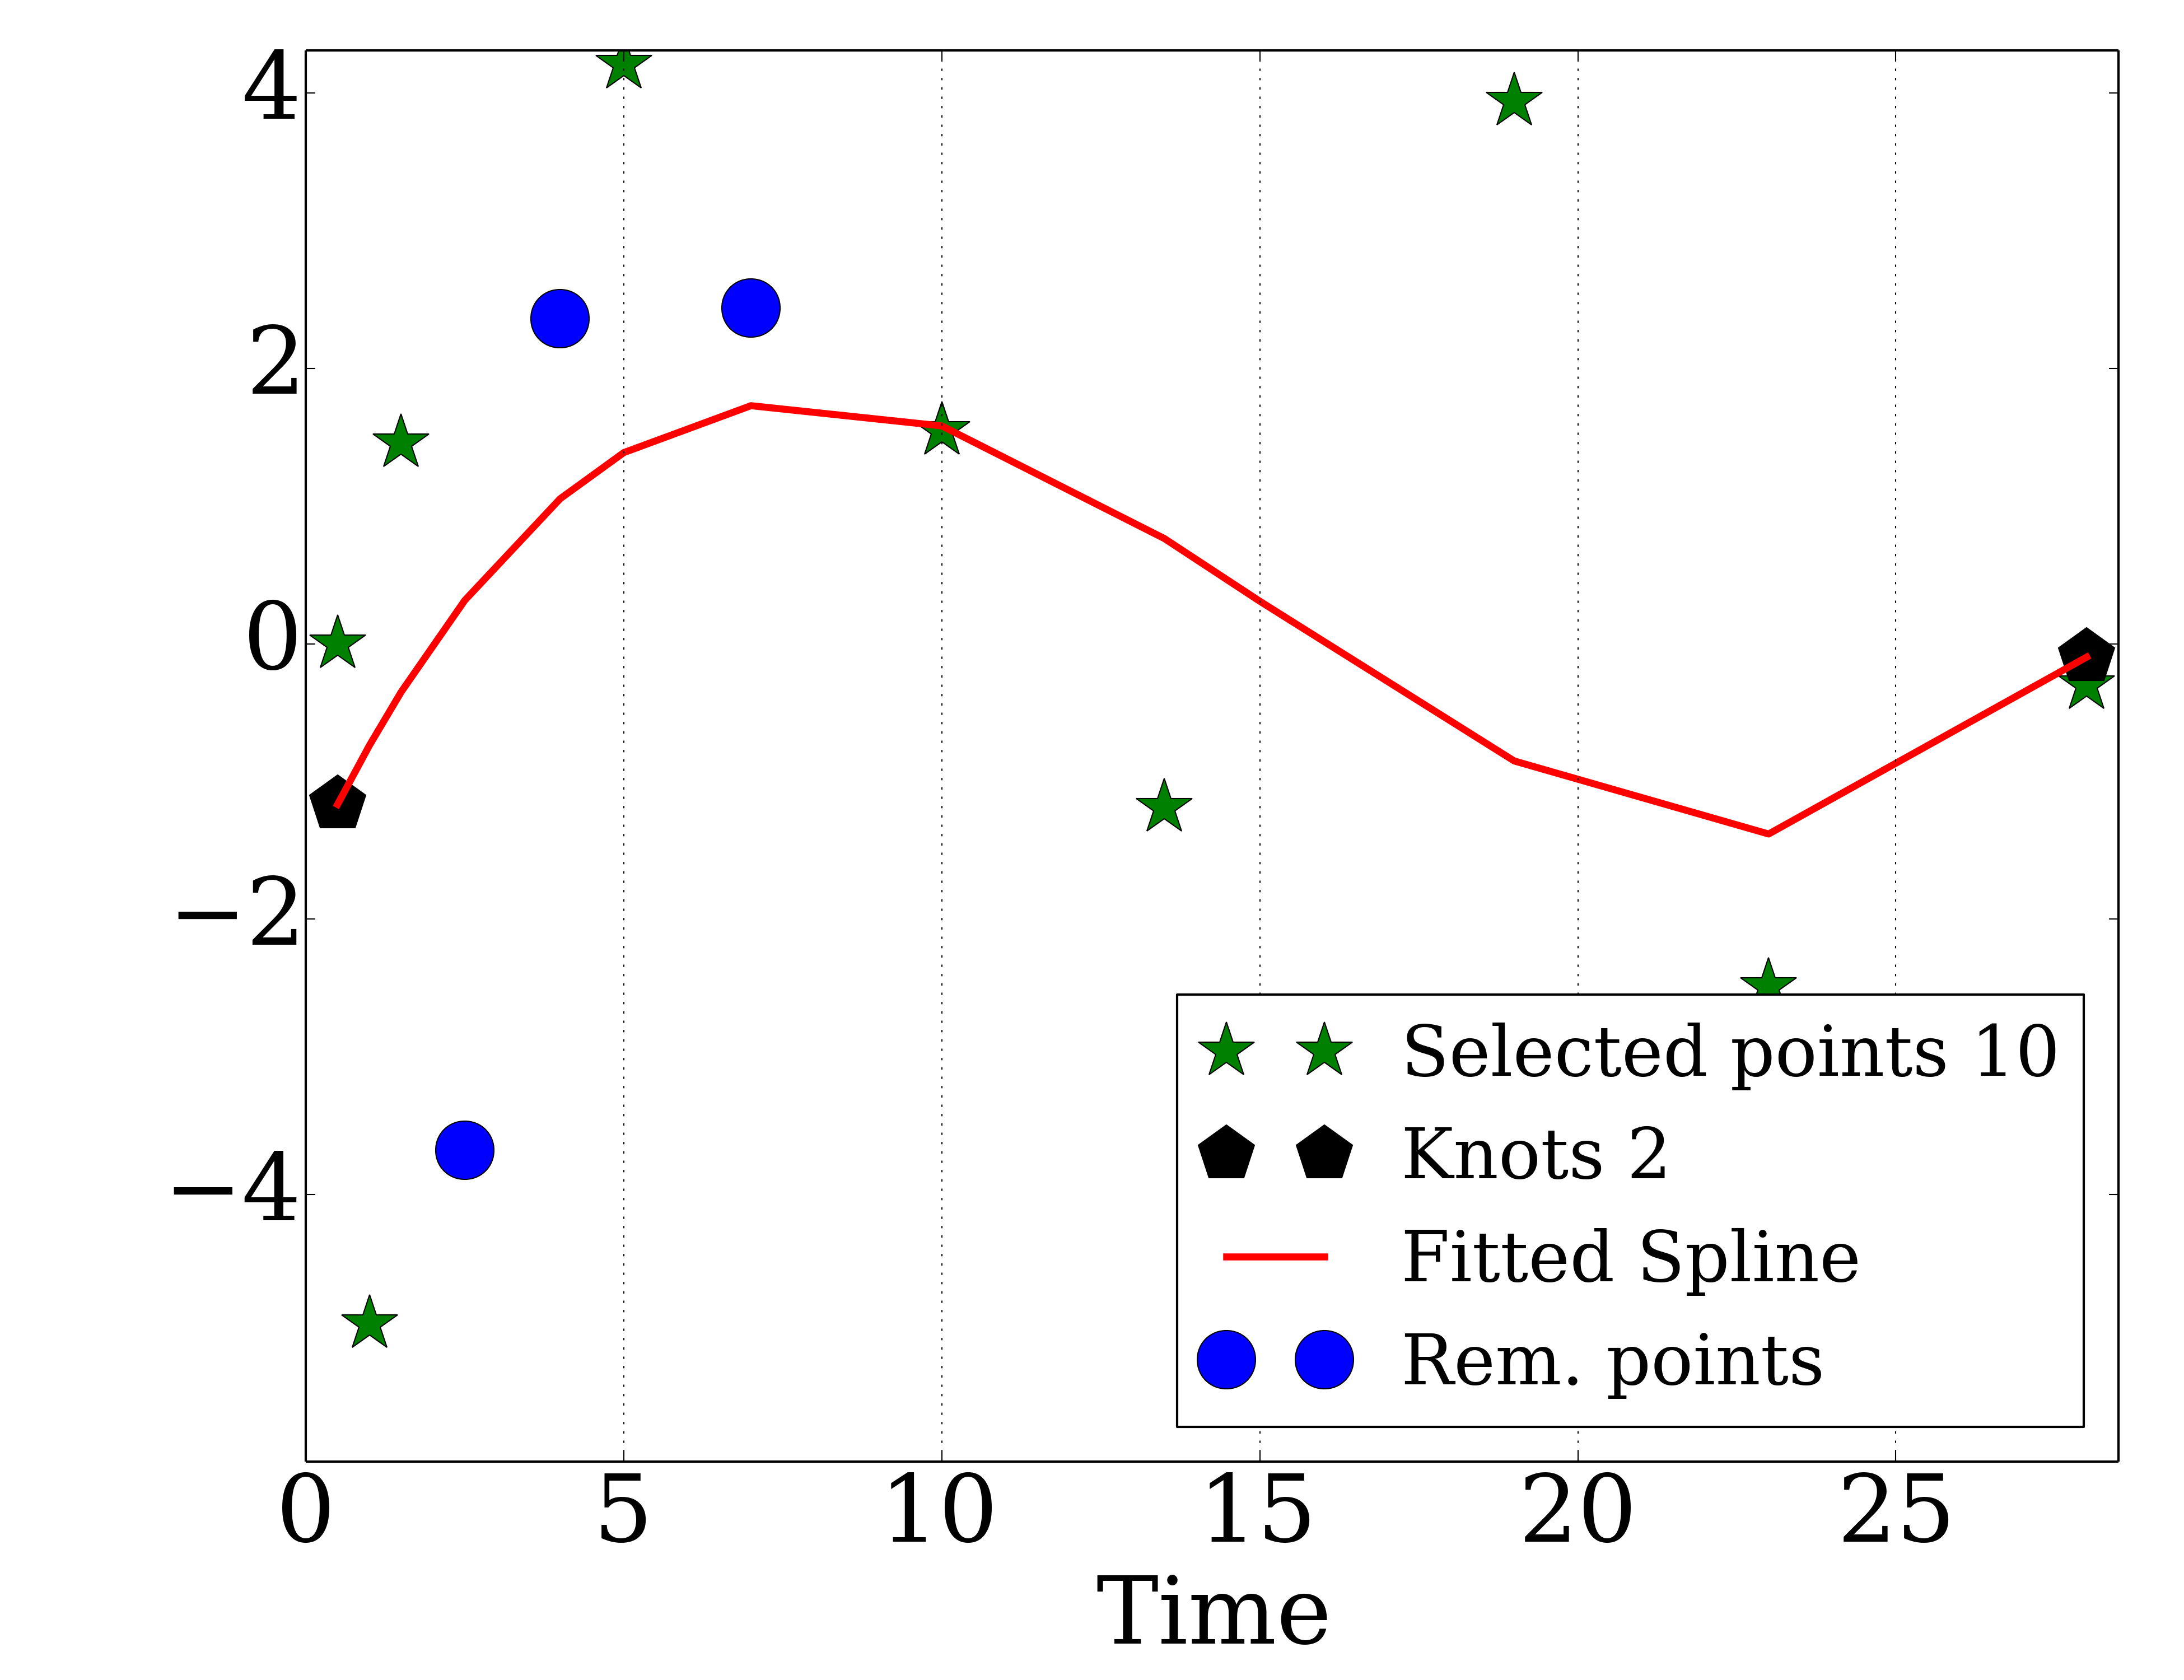 4
2
0
−2
−4
0 5 10 15 20 25
Time
Selected points 10
Knots 2
Fitted Spline
Rem. points